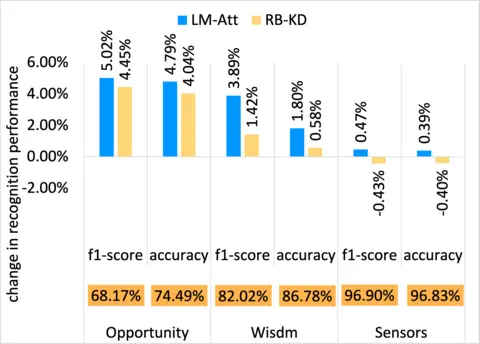 LM-Att RB-KD
change in recognition performance
6.00%
4.00%
2.00%
0.00%
-2.00%
5.02% 4.45% 4.79% 4.04% 3.89% 1.42% 1.80% 0.58% 0.47% -0.43% 0.39% -0.40%
f1-score accuracy f1-score accuracy f1-score accuracy
68.17% 74.49% 82.02% 86.78% 96.90% 96.83%
Opportunity Wisdm Sensors